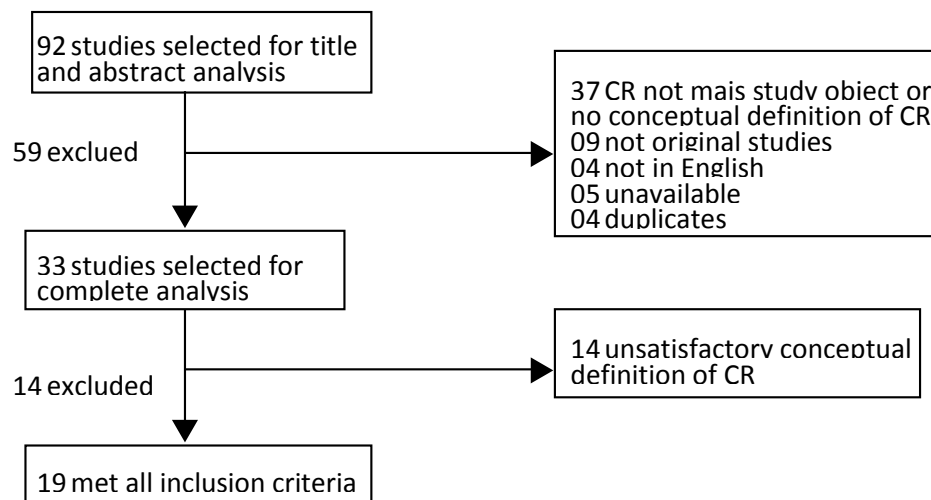 92 studies selected for title
and abstract analysis
37 CR not mais study object or
no conceptual definition of CR
09 not original studies
04 not in English
05 unavailable
04 duplicates
59 exclued
33 studies selected for
complete analysis
14 unsatisfactory conceptual
definition of CR
14 excluded
19 met all inclusion criteria